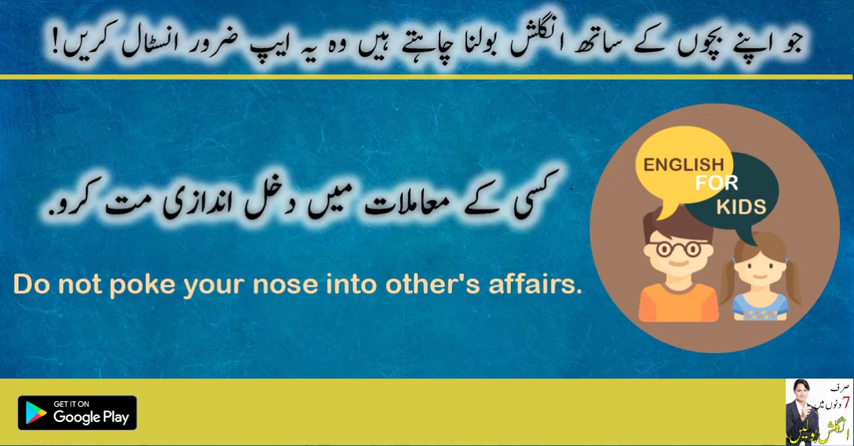 جو اپنے بچوں کے ساتھ انگلش بولنا چاہتے ہیں وہ یہ ایپ ضرور انسٹال کریں!
ENGLISH
FOR
KIDS
کسی کے معاملات میں دخل اندازی مت کرو.
Do not poke your nose into other's affairs.
GET IT ON
Google Play
صرف
7 دنوں میں
انگلش بولیں